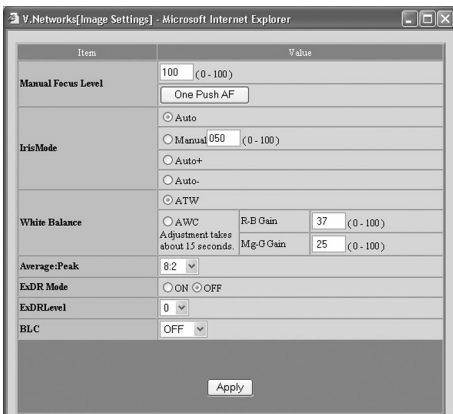 V.Networks[Image Settings] - Microsoft Internet Explorer
Item Value
Manual Focus Level 100 (0 - 100)
One Push AF
IrisMode Auto
Manual 050 (0 - 100)
Auto+
Auto-
White Balance ATW
AWC
Adjustment takes
about 15 seconds.
R-B Gain 37 (0 - 100)
Mg-G Gain 25 (0 - 100)
Average:Peak 8:2
ExDR Mode ON OFF
ExDRLevel 0
BLC OFF
Apply